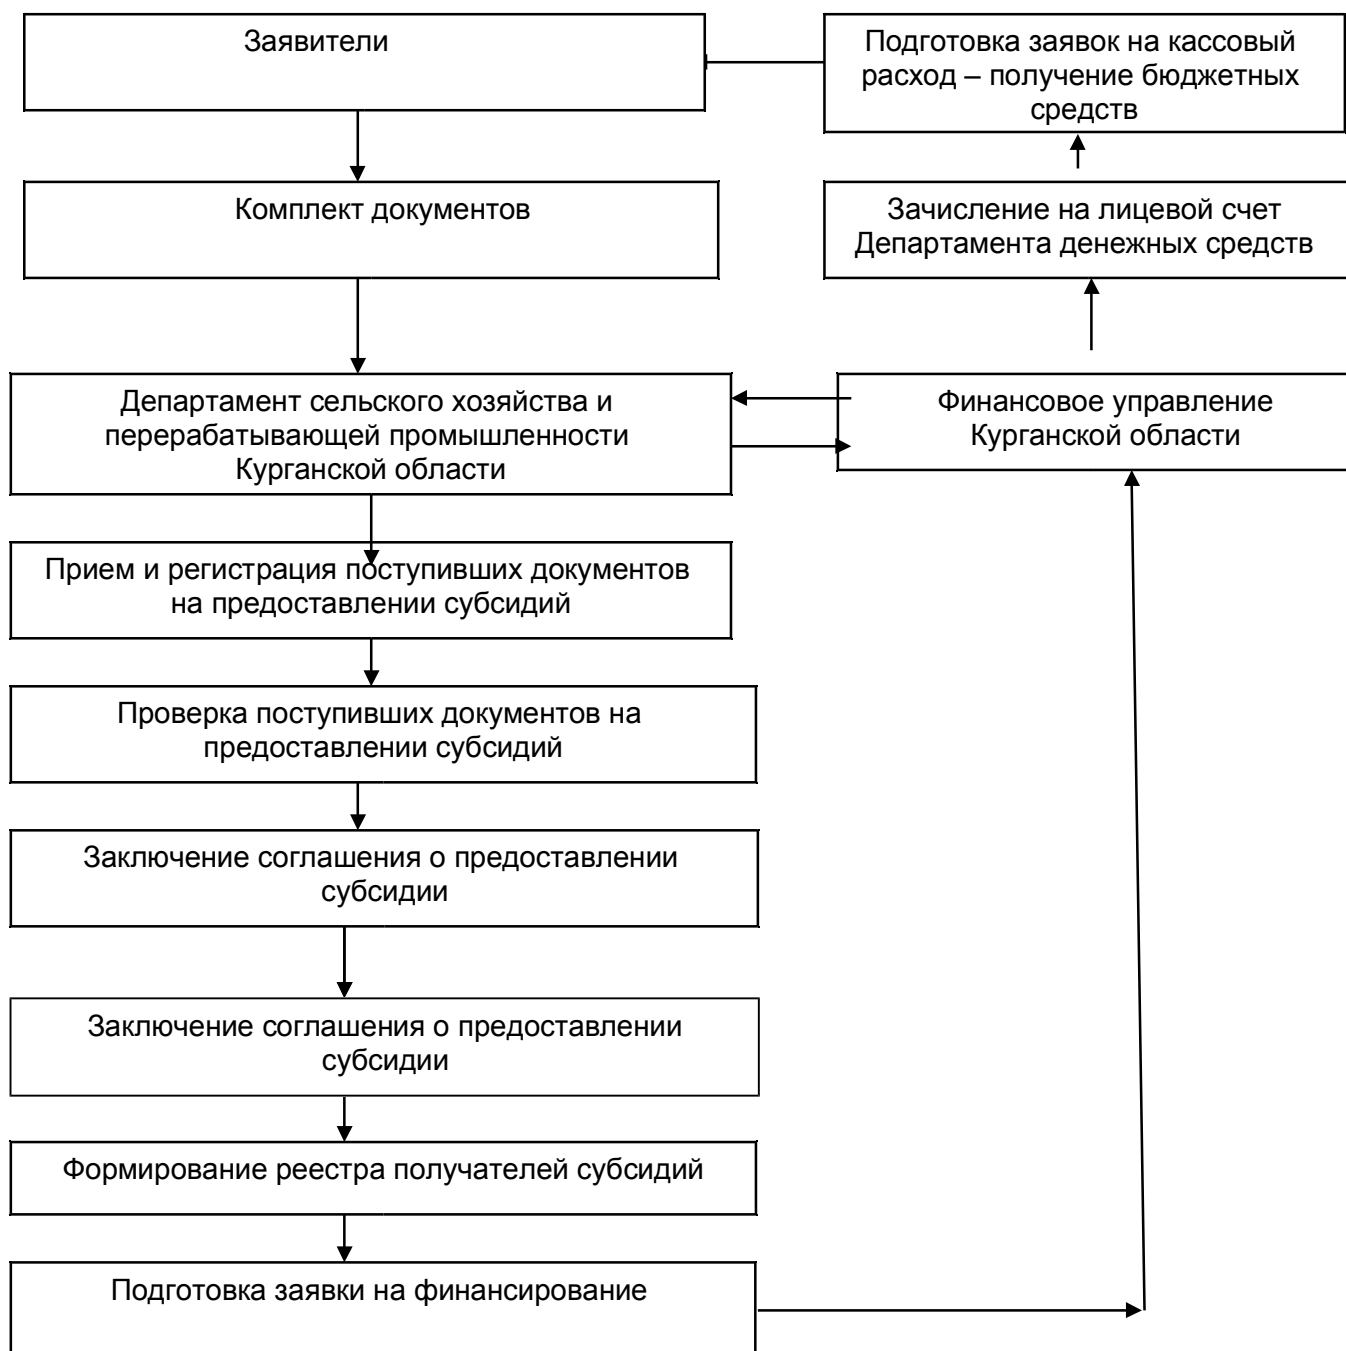 Заявители
Подготовка заявок на кассовый
расход – получение бюджетных
средств
Комплект документов
Зачисление на лицевой счет
Департамента денежных средств
Департамент сельского хозяйства и
перерабатывающей промышленности
Курганской области
Финансовое управление
Курганской области
Прием и регистрация поступивших документов
на предоставлении субсидий
Проверка поступивших документов на
предоставлении субсидий
Заключение соглашения о предоставлении
субсидии
Заключение соглашения о предоставлении
субсидии
Формирование реестра получателей субсидий
Подготовка заявки на финансирование